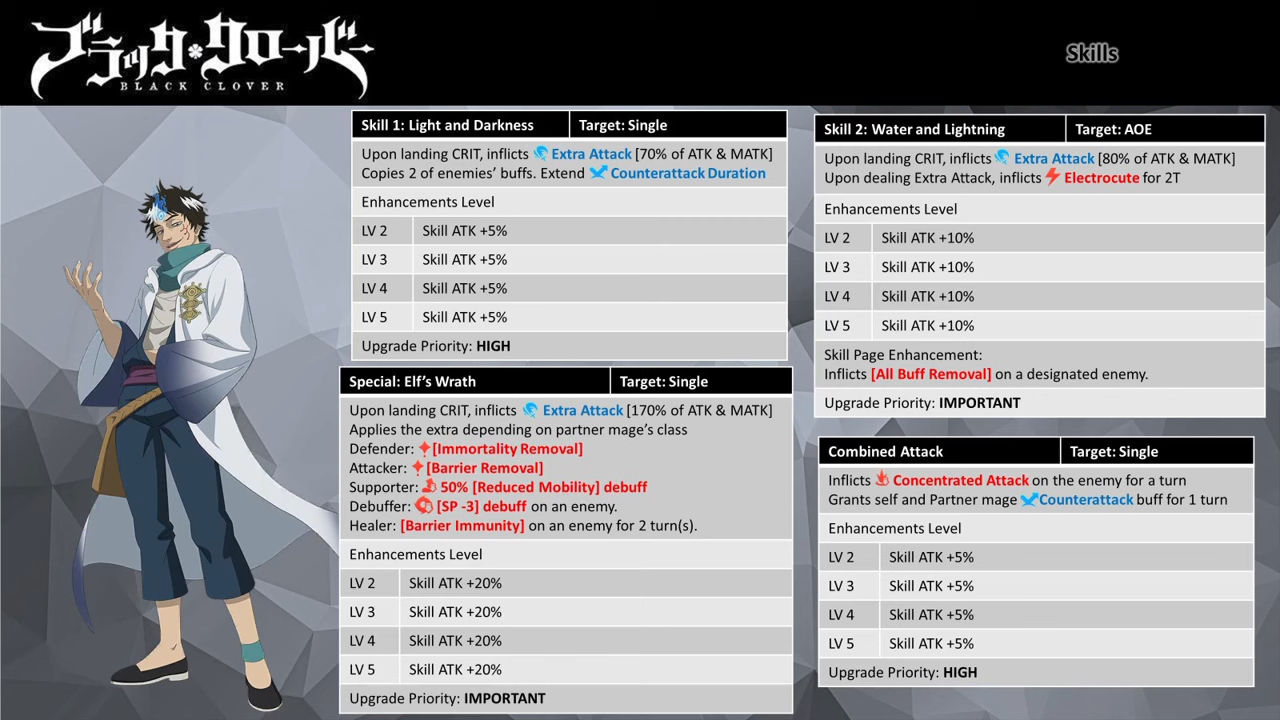 ブラック✽クローバー
BLACK CLOVER
Skills
Skill 1: Light and Darkness
Target: Single
Upon landing CRIT, inflicts Extra Attack [70% of ATK & MATK]
Copies 2 of enemies' buffs. Extend Counterattack Duration
Enhancements Level
LV 2 Skill ATK +5%
LV 3 Skill ATK +5%
LV 4 Skill ATK +5%
LV 5 Skill ATK +5%
Upgrade Priority: HIGH
Special: Elf's Wrath
Target: Single
Upon landing CRIT, inflicts Extra Attack [170% of ATK & MATK]
Applies the extra depending on partner mage's class
Defender: [Immortality Removal]
Attacker: [Barrier Removal]
Supporter: 50% [Reduced Mobility] debuff
Debuffer: [SP -3] debuff on an enemy.
Healer: [Barrier Immunity] on an enemy for 2 turn(s).
Enhancements Level
LV 2 Skill ATK +20%
LV 3 Skill ATK +20%
LV 4 Skill ATK +20%
LV 5 Skill ATK +20%
Upgrade Priority: IMPORTANT
Skill 2: Water and Lightning
Target: AOE
Upon landing CRIT, inflicts Extra Attack [80% of ATK & MATK]
Upon dealing Extra Attack, inflicts Electrocute for 2T
Enhancements Level
LV 2 Skill ATK +10%
LV 3 Skill ATK +10%
LV 4 Skill ATK +10%
LV 5 Skill ATK +10%
Skill Page Enhancement:
Inflicts [All Buff Removal] on a designated enemy.
Upgrade Priority: IMPORTANT
Combined Attack
Target: Single
Inflicts Concentrated Attack on the enemy for a turn
Grants self and Partner mage Counterattack buff for 1 turn
Enhancements Level
LV 2 Skill ATK +5%
LV 3 Skill ATK +5%
LV 4 Skill ATK +5%
LV 5 Skill ATK +5%
Upgrade Priority: HIGH